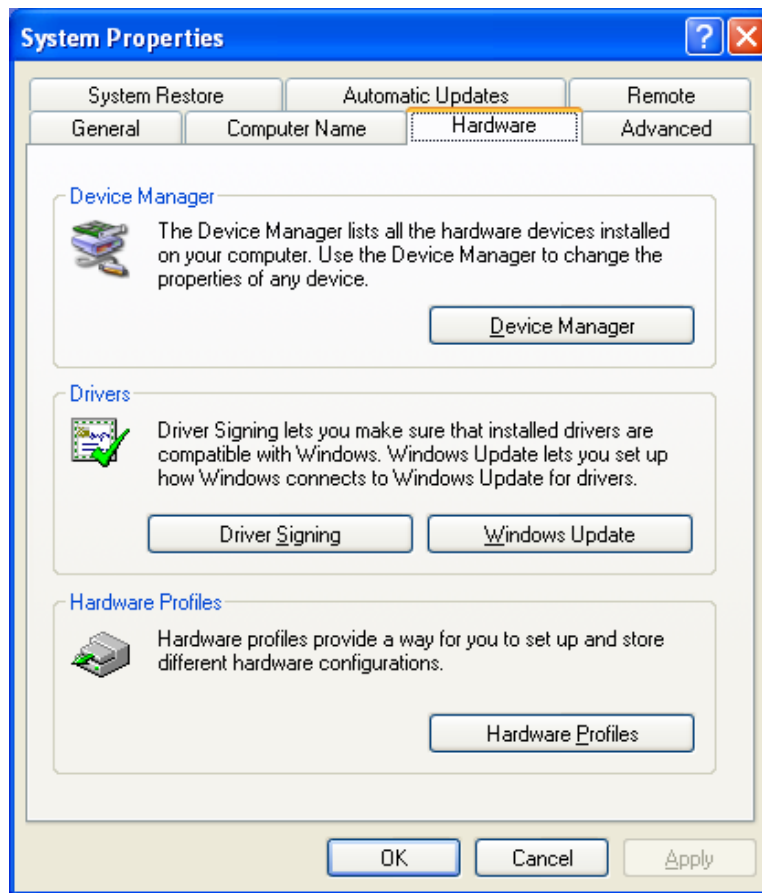 System Properties
System Restore
Automatic Updates
Remote
General
Computer Name
Hardware
Advanced
Device Manager
The Device Manager lists all the hardware devices installed
on your computer. Use the Device Manager to change the
properties of any device.
Device Manager
Drivers
Driver Signing lets you make sure that installed drivers are
compatible with Windows. Windows Update lets you set up
how Windows connects to Windows Update for drivers.
Driver Signing
Windows Update
Hardware Profiles
Hardware profiles provide a way for you to set up and store
different hardware configurations.
Hardware Profiles
OK
Cancel
Apply